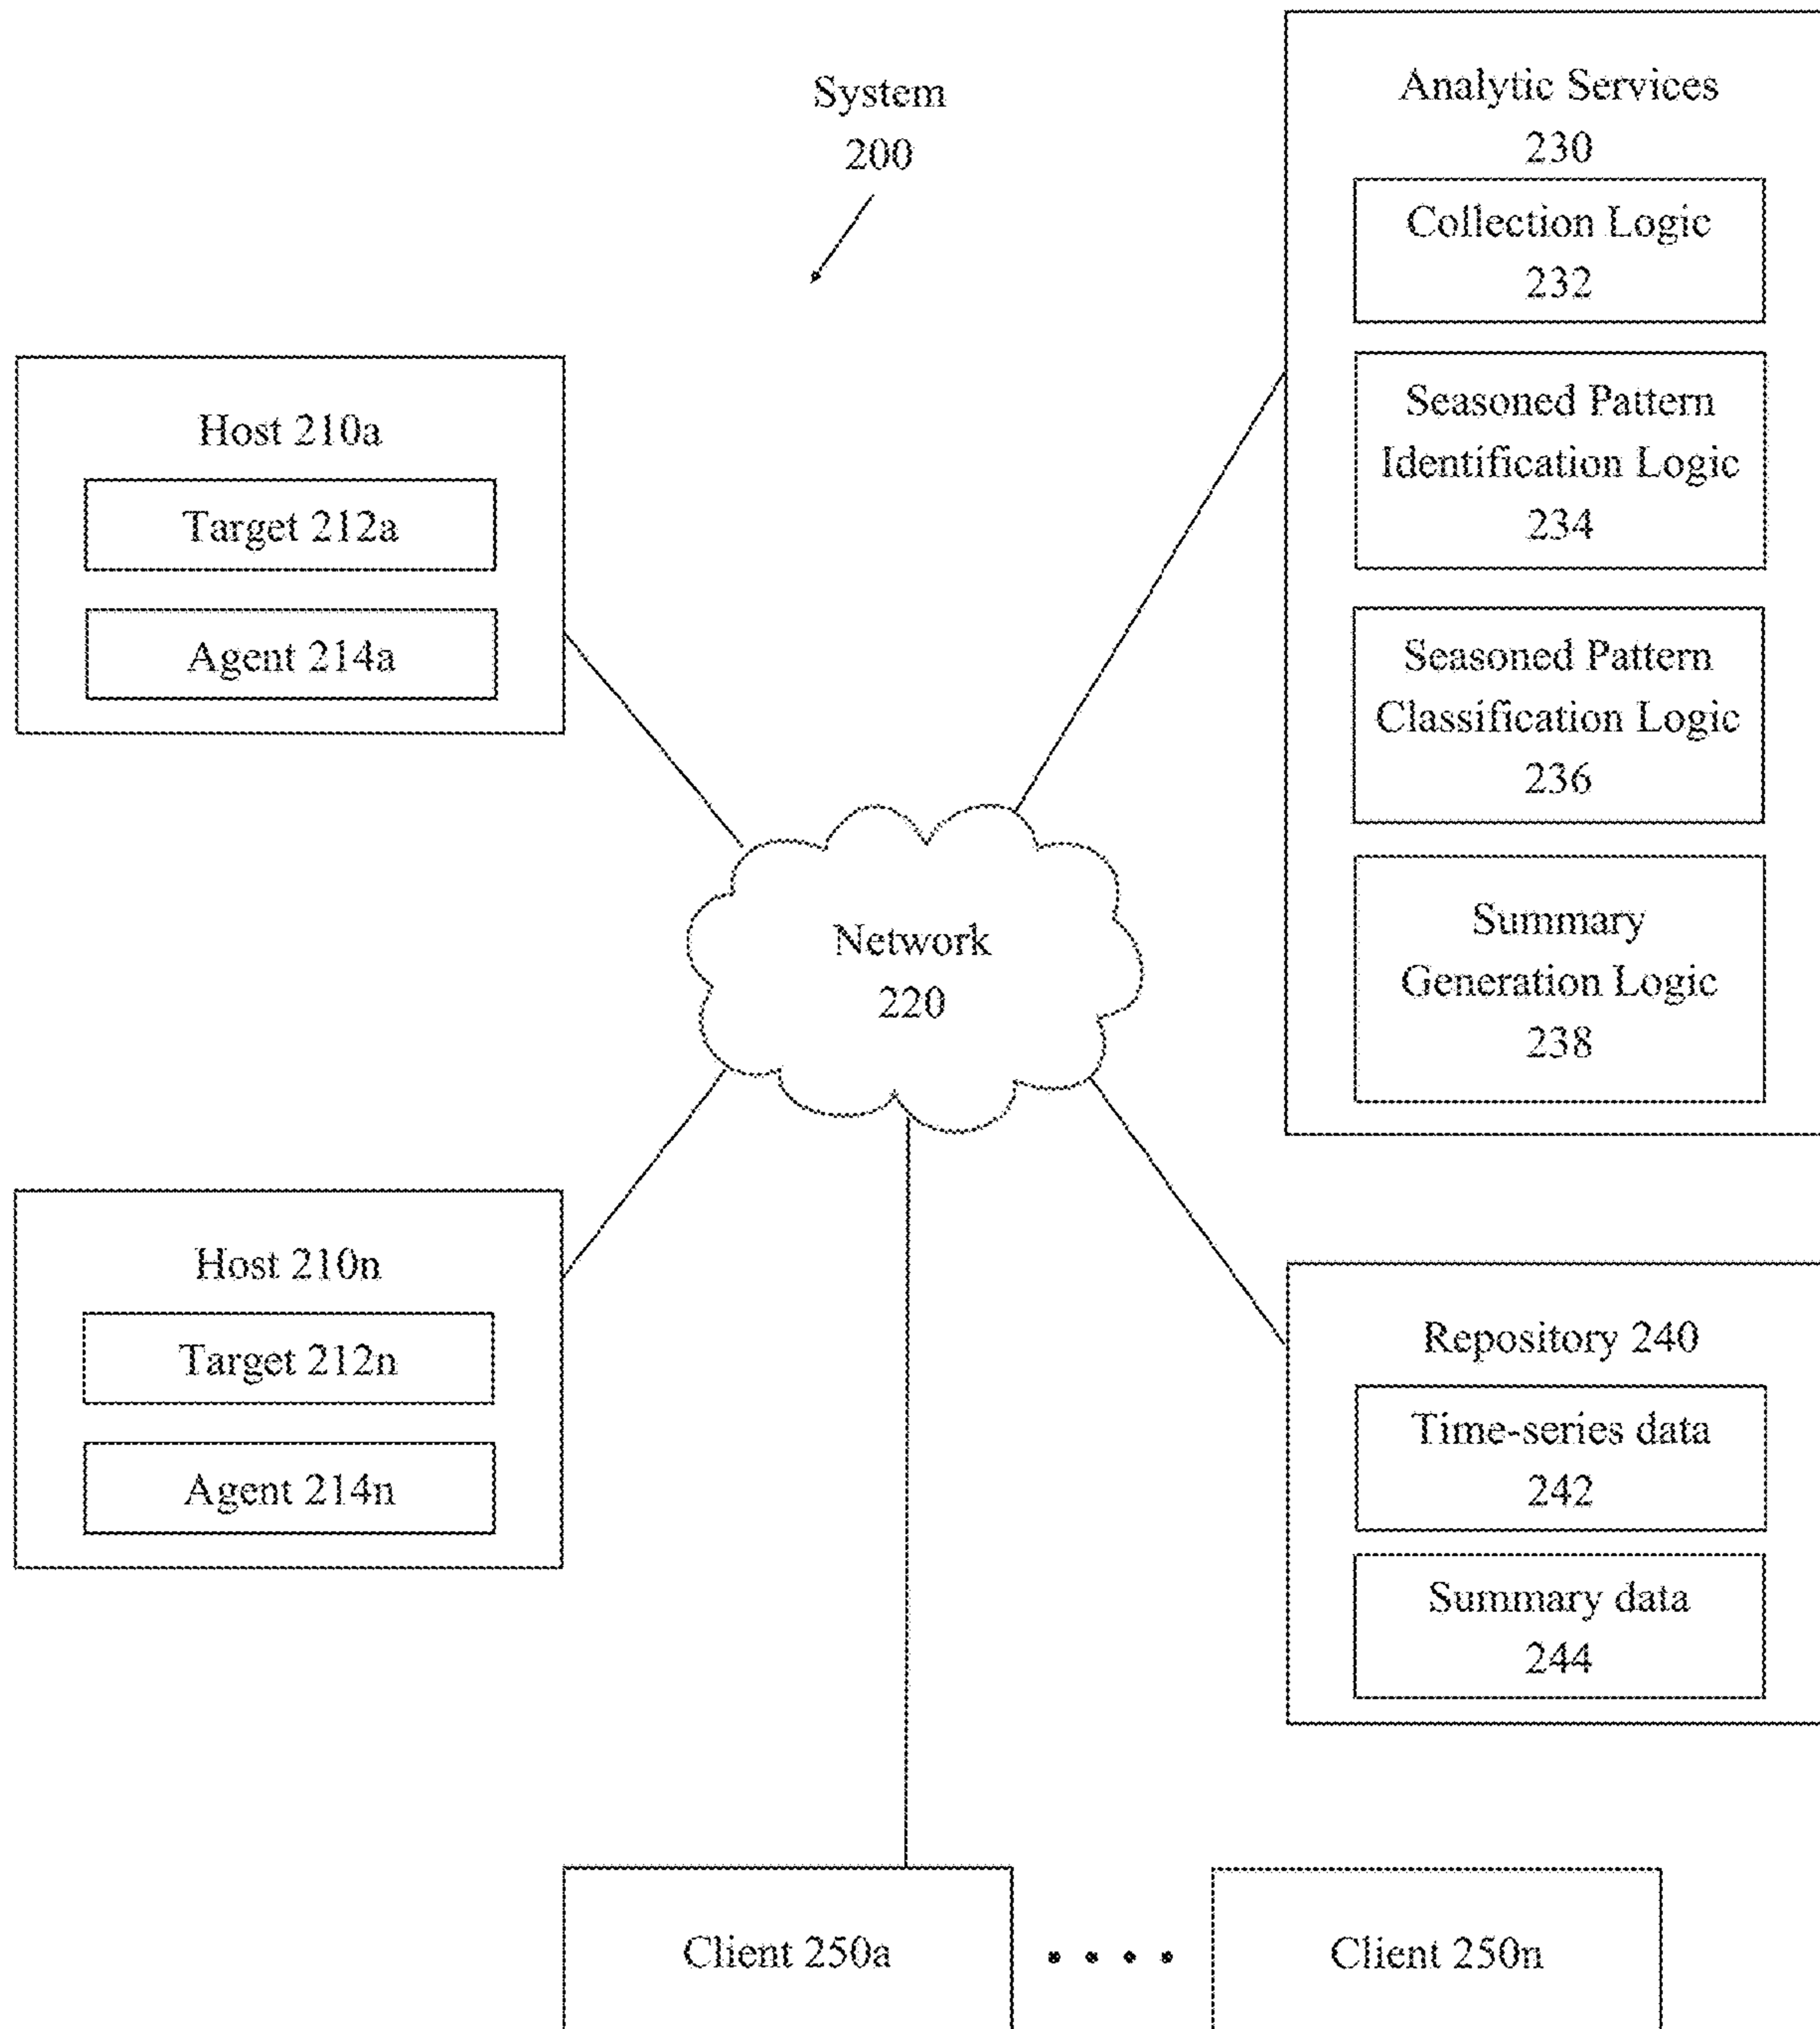 System
200
Analytic Services
230
Collection Logic
232
Seasoned Pattern
Identification Logic
234
Seasoned Pattern
Classification Logic
236
Summary
Generation Logic
238
Host 210a
Target 212a
Agent 214a
Network
220
Host 210n
Target 212n
Agent 214n
Repository 240
Time-series data
242
Summary data
244
Client 250a
Client 250n